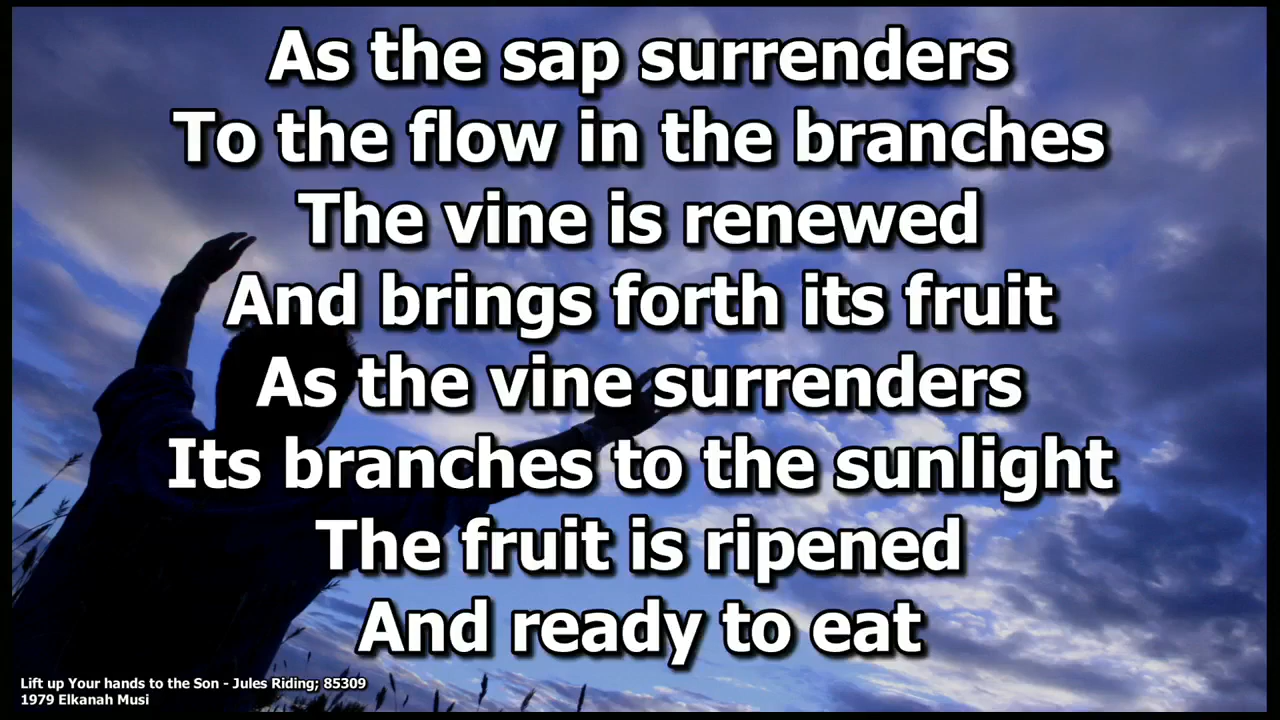 As the sap surrenders
To the flow in the branches
The vine is renewed
And brings forth its fruit
As the vine surrenders
Its branches to the sunlight
The fruit is ripened
And ready to eat
Lift up Your hands to the Son - Jules Riding; 85309
1979 Elkanah Musi